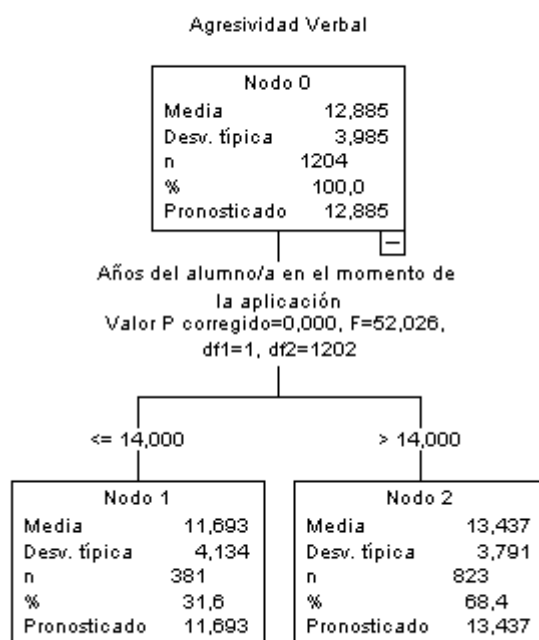 Agresividad Verbal
Nodo 0
Media 12,885
Desv. típica 3,985
n 1204
% 100,0
Pronosticado 12,885
Años del alumno/a en el momento de
la aplicación
Valor P corregido=0,000, F=52,026,
df1=1, df2=1202
<= 14,000
> 14,000
Nodo 1
Media 11,693
Desv. típica 4,134
n 381
% 31,6
Pronosticado 11,693
Nodo 2
Media 13,437
Desv. típica 3,791
n 823
% 68,4
Pronosticado 13,437